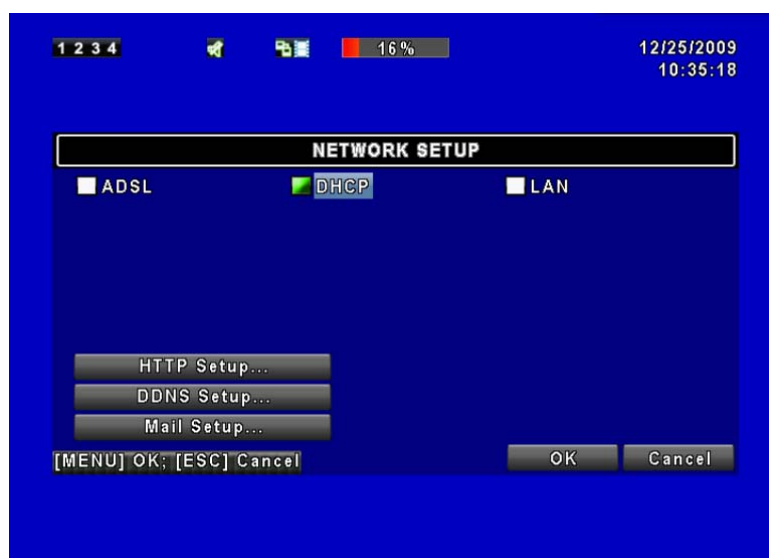 1 2 3 4 16% 12/25/2009
10:35:18
NETWORK SETUP
ADSL DHCP LAN
HTTP Setup...
DDNS Setup...
Mail Setup...
[MENU] OK; [ESC] Cancel OK Cancel